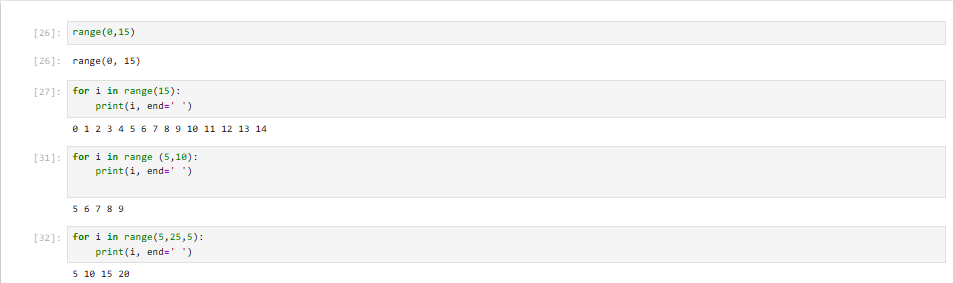 [26]: range(0,15)
[26]: range(0, 15)
[27]: for i in range(15):
print(i, end=' ')
0 1 2 3 4 5 6 7 8 9 10 11 12 13 14
[31]: for i in range (5,10):
print(i, end=' ')
5 6 7 8 9
[32]: for i in range(5,25,5):
print(i, end=' ')
5 10 15 20